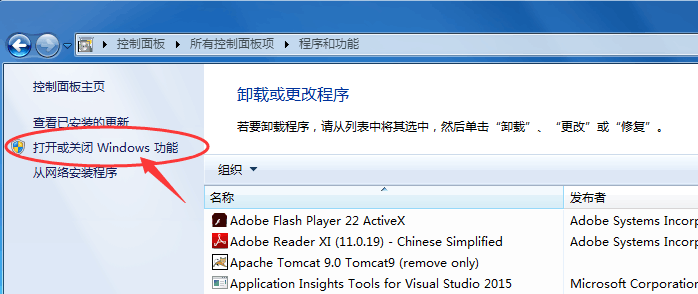 控制面板 所有控制面板项 程序和功能
控制面板主页
卸载或更改程序
查看已安装的更新
若要卸载程序，请从列表中将其选中，然后单击“卸载”、“更改”或“修复”。
打开或关闭 Windows 功能
从网络安装程序
组织
名称 发布者
Adobe Flash Player 22 ActiveX Adobe Systems Incorp
Adobe Reader XI (11.0.19) - Chinese Simplified Adobe Systems Incorp
Apache Tomcat 9.0 Tomcat9 (remove only)
Application Insights Tools for Visual Studio 2015 Microsoft Corporation